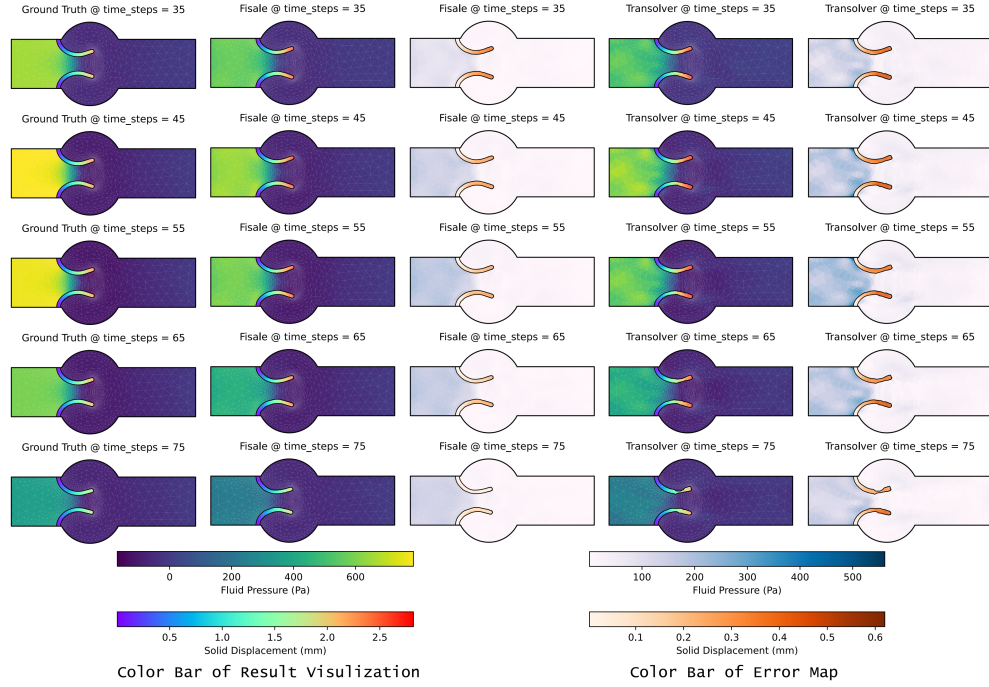 Ground Truth @ time_steps = 35 Fisale @ time_steps = 35 Fisale @ time_steps = 35 Transolver @ time_steps = 35 Transolver @ time_steps = 35
Ground Truth @ time_steps = 45 Fisale @ time_steps = 45 Fisale @ time_steps = 45 Transolver @ time_steps = 45 Transolver @ time_steps = 45
Ground Truth @ time_steps = 55 Fisale @ time_steps = 55 Fisale @ time_steps = 55 Transolver @ time_steps = 55 Transolver @ time_steps = 55
Ground Truth @ time_steps = 65 Fisale @ time_steps = 65 Fisale @ time_steps = 65 Transolver @ time_steps = 65 Transolver @ time_steps = 65
Ground Truth @ time_steps = 75 Fisale @ time_steps = 75 Fisale @ time_steps = 75 Transolver @ time_steps = 75 Transolver @ time_steps = 75
0 200 400 600 100 200 300 400 500
Fluid Pressure (Pa) Fluid Pressure (Pa)
0.5 1.0 1.5 2.0 2.5 0.1 0.2 0.3 0.4 0.5 0.6
Solid Displacement (mm) Solid Displacement (mm)
Color Bar of Result Visulization Color Bar of Error Map